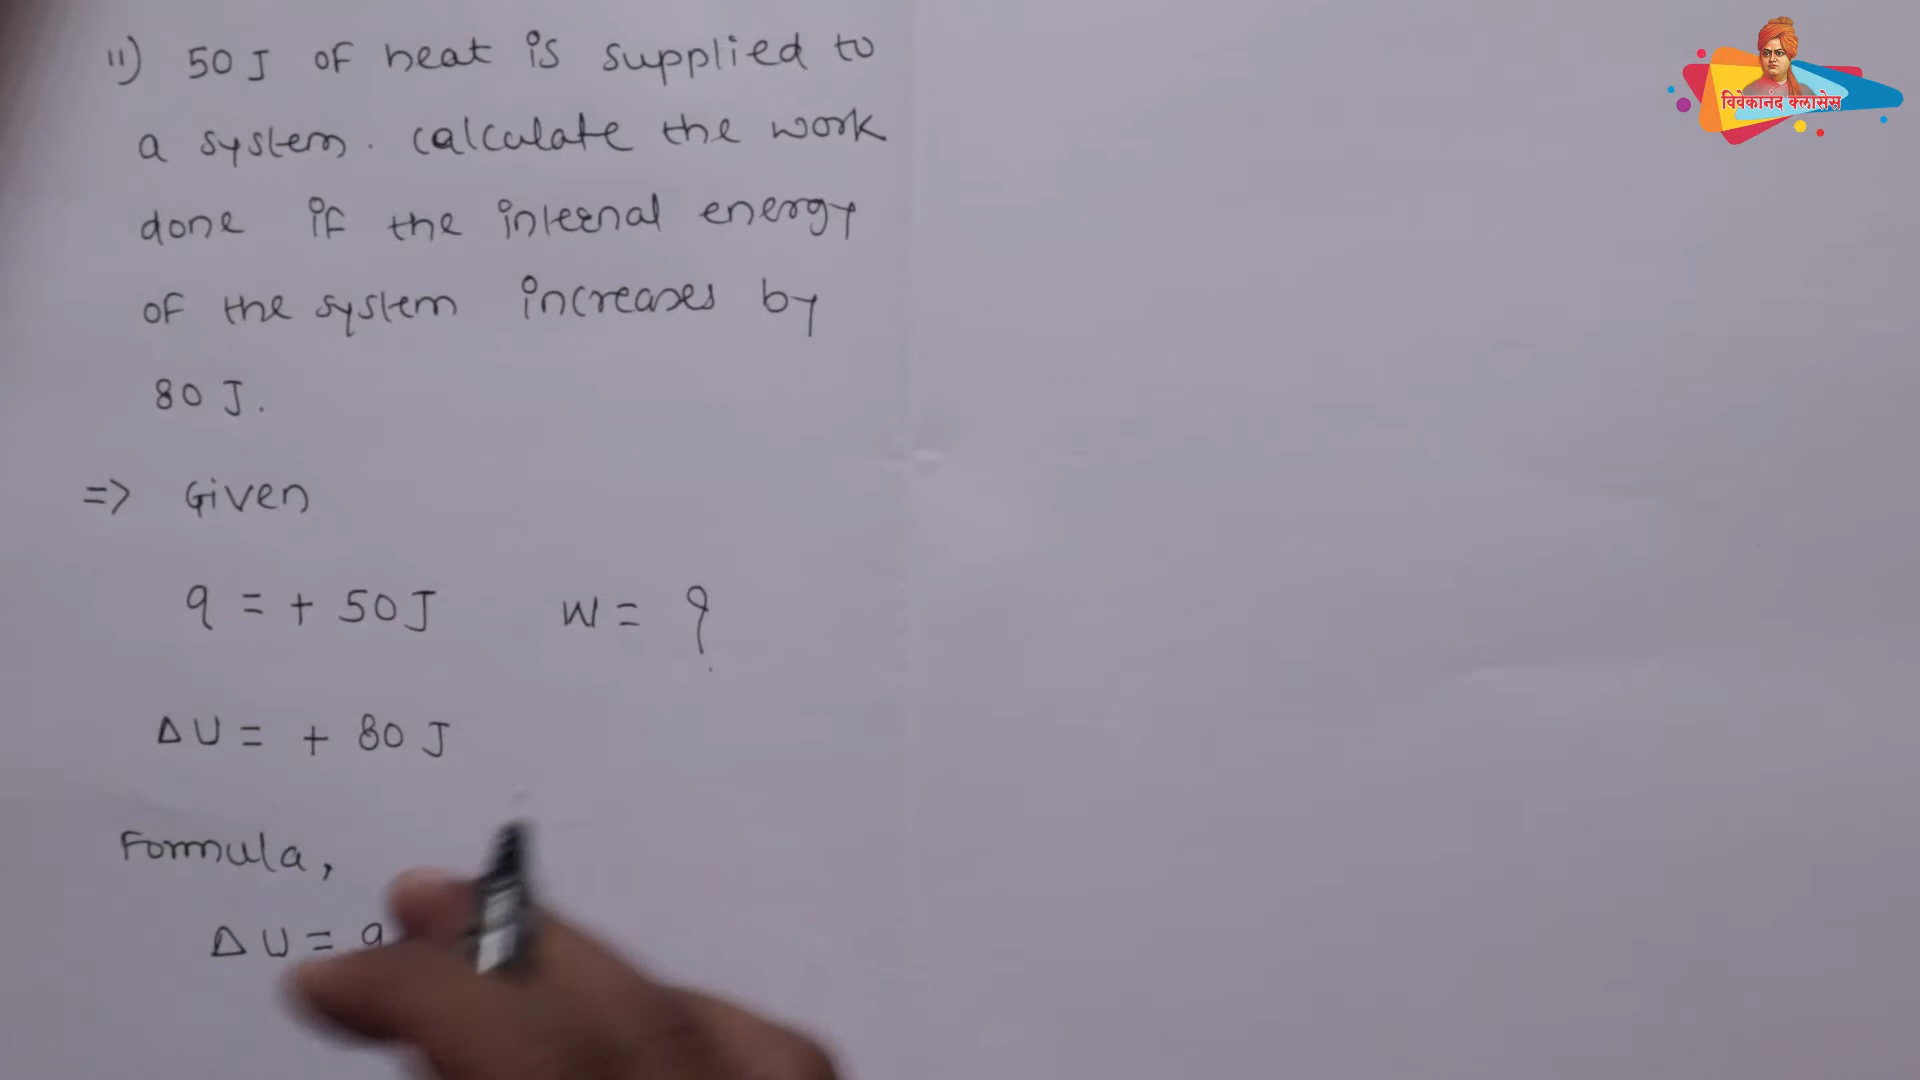 11) 50 J of heat is supplied to
a system. calculate the work
done if the internal energy
of the system increases by
80 J.
=> Given
q = + 50 J W = ?
ΔU = + 80 J
Formula,
ΔU = q
विवेकानंद क्लासेस